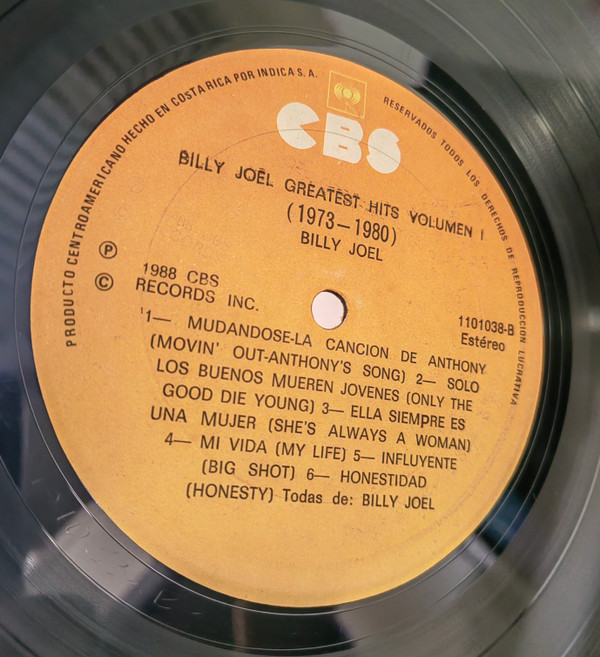 PRODUCTO CENTROAMERICANO HECHO EN COSTA RICA POR INDICA S.A.
RESERVADOS TODOS LOS DERECHOS DE REPRODUCCION LUCRATIVA
CBS
BILLY JOEL GREATEST HITS VOLUMEN I
(1973-1980)
BILLY JOEL
Ⓟ
© 1988 CBS
RECORDS INC.
1101038-B
Estéreo
'1— MUDANDOSE-LA CANCION DE ANTHONY
(MOVIN' OUT-ANTHONY'S SONG) 2— SOLO
LOS BUENOS MUEREN JOVENES (ONLY THE
GOOD DIE YOUNG) 3— ELLA SIEMPRE ES
UNA MUJER (SHE'S ALWAYS A WOMAN)
4— MI VIDA (MY LIFE) 5— INFLUYENTE
(BIG SHOT) 6— HONESTIDAD
(HONESTY) Todas de: BILLY JOEL